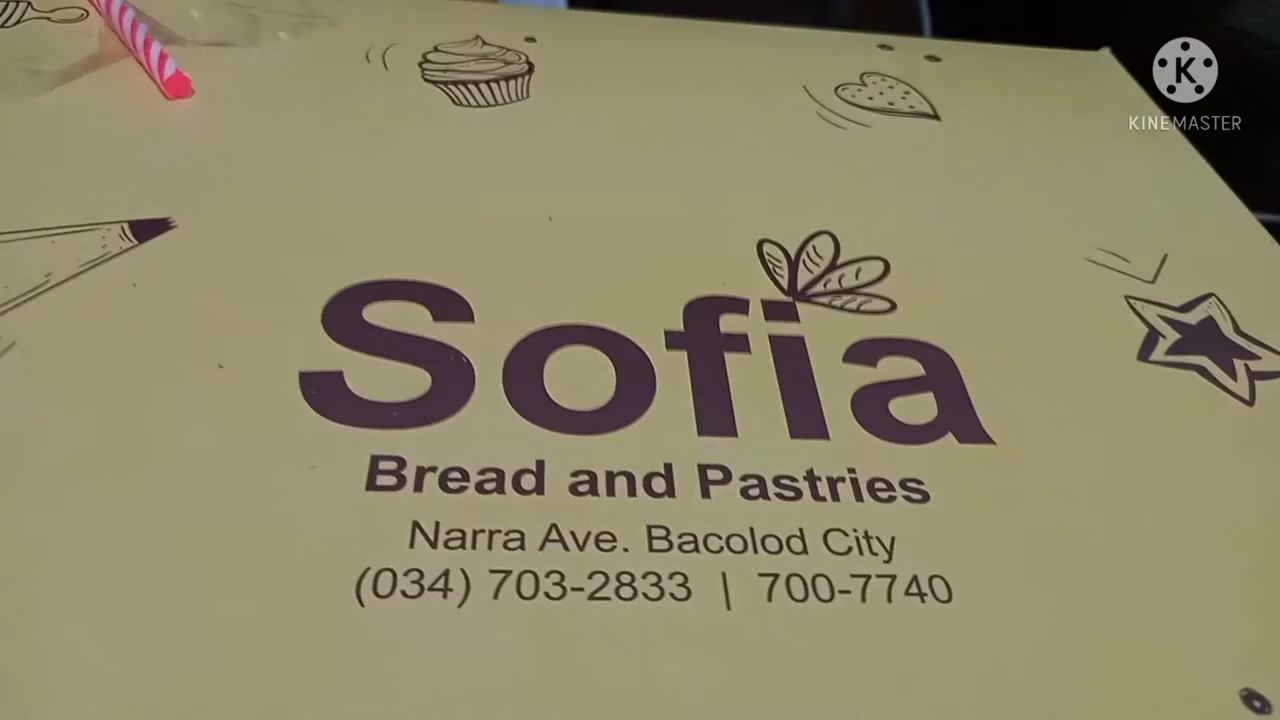 K
KINEMASTER
Sofia
Bread and Pastries
Narra Ave. Bacolod City
(034) 703-2833 | 700-7740